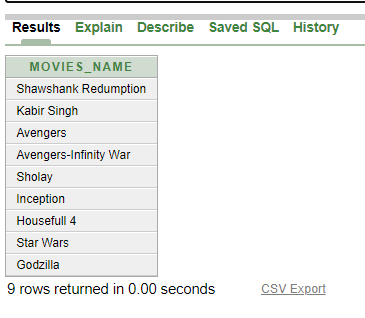 Results Explain Describe Saved SQL History
MOVIES_NAME
Shawshank Redumption
Kabir Singh
Avengers
Avengers-Infinity War
Sholay
Inception
Housefull 4
Star Wars
Godzilla
9 rows returned in 0.00 seconds CSV Export